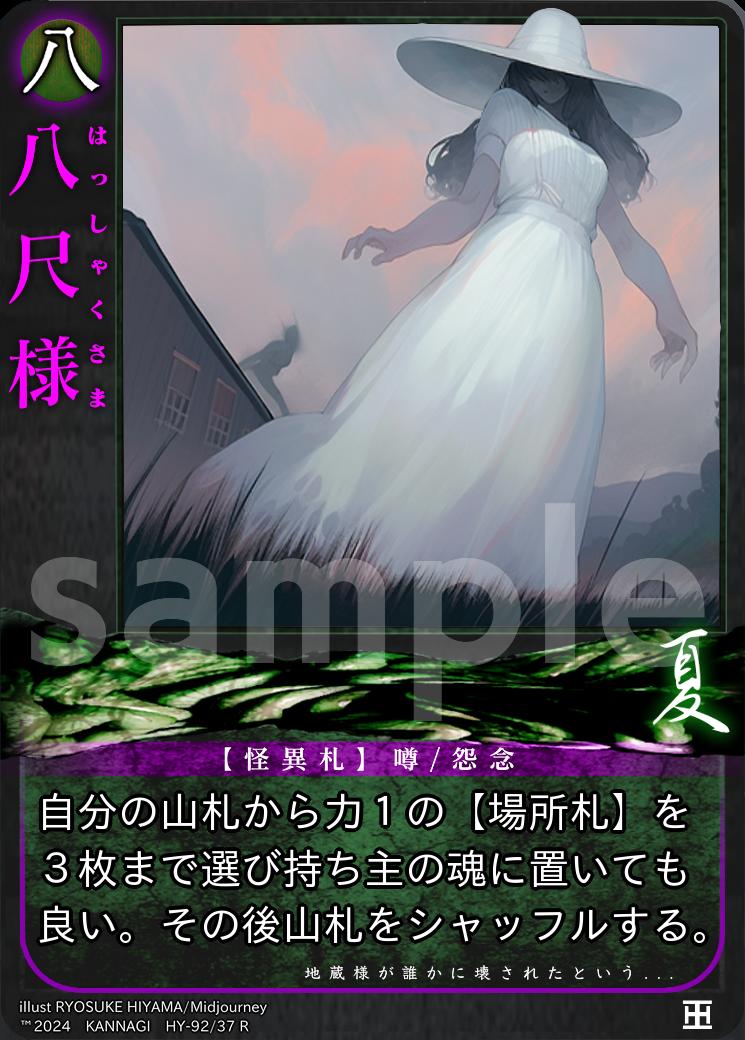 八
八尺様
はっしゃくさま
sample
夏
【怪異札】噂/怨念
自分の山札から力１の【場所札】を
３枚まで選び持ち主の魂に置いても
良い。その後山札をシャッフルする。
地蔵様が誰かに壊されたという...
illust RYOSUKE HIYAMA/Midjourney
™2024 KANNAGI HY-92/37 R